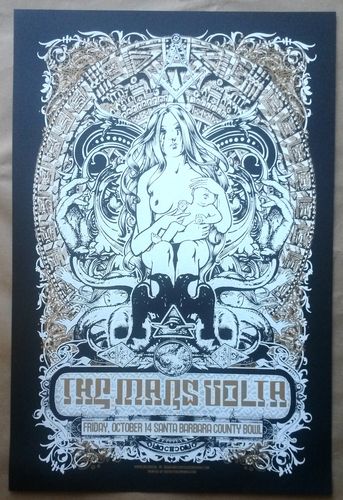 THE MARS VOLTA
FRIDAY, OCTOBER 14 SANTA BARBARA COUNTY BOWL